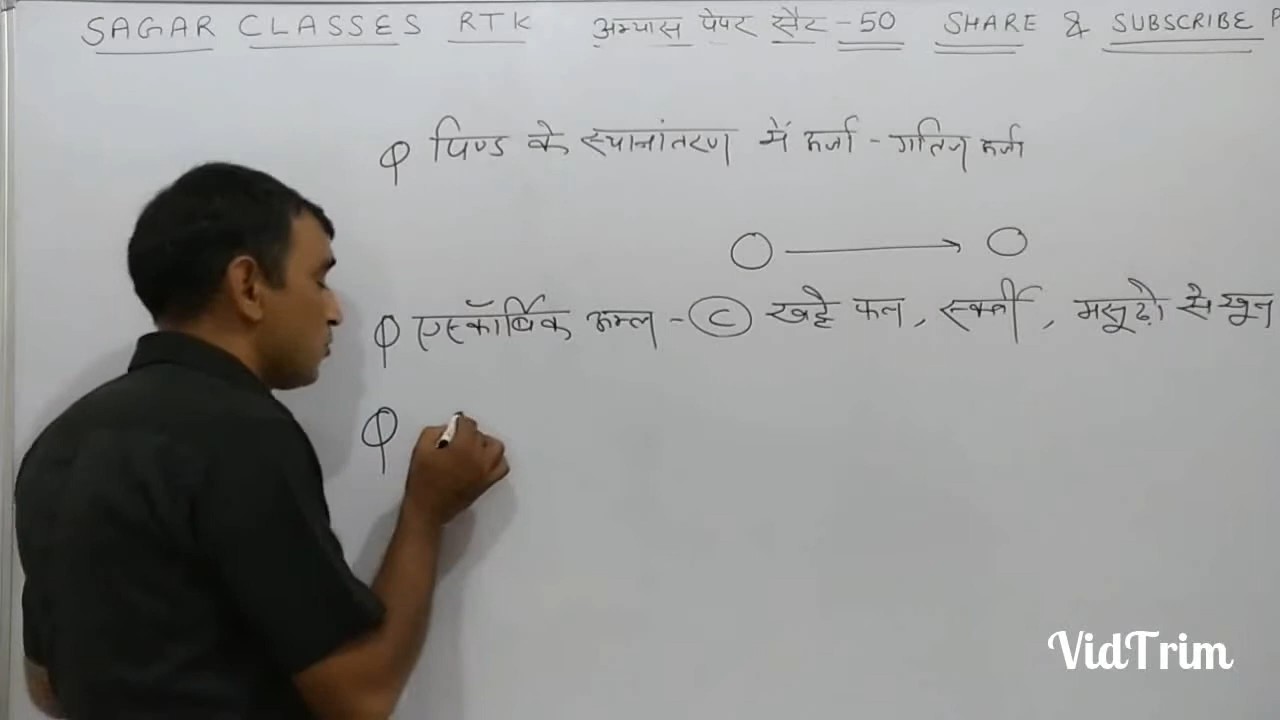 SAGAR CLASSES RTK अभ्यास पेपर सैट - 50 SHARE & SUBSCRIBE
Q पिण्ड के स्थानांतरण में ऊर्जा - गतिज ऊर्जा
Q एस्कॉर्बिक अम्ल - C खट्टे फल, स्कर्वी, मसूढ़ो से खून
Q
VidTrim